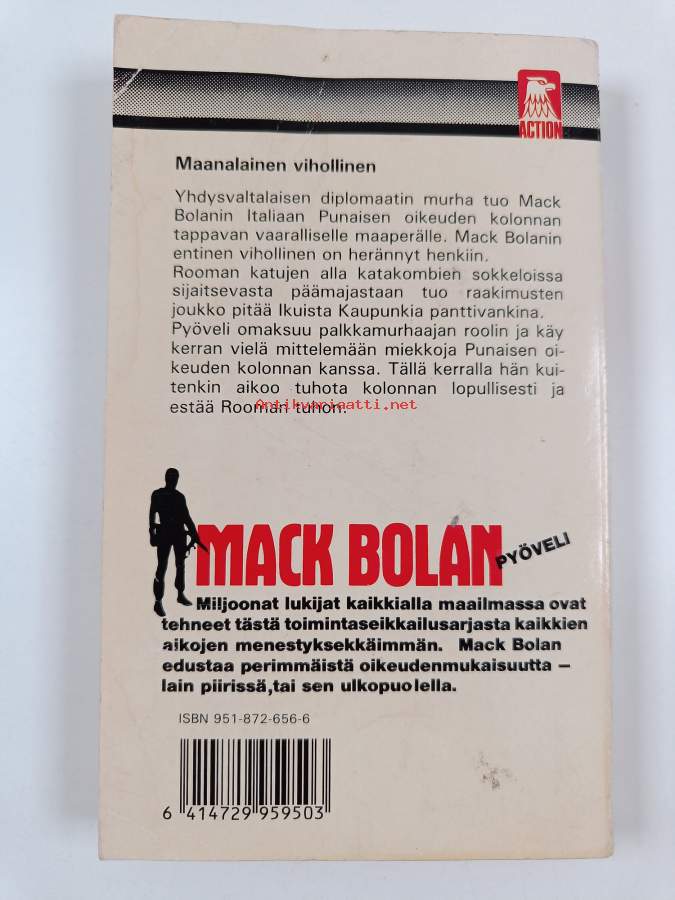 ACTION
Maanalainen vihollinen
Yhdysvaltalaisen diplomaatin murha tuo Mack
Bolanin Italiaan Punaisen oikeuden kolonnan
tappavan vaaralliselle maaperälle. Mack Bolanin
entinen vihollinen on herännyt henkiin.
Rooman katujen alla katakombien sokkeloissa
sijaitsevasta päämajastaan tuo raakimusten
joukko pitää Ikuista Kaupunkia panttivankina.
Pyöveli omaksuu palkkamurhaajan roolin ja käy
kerran vielä mittelemään miekkoja Punaisen oi-
keuden kolonnan kanssa. Tällä kerralla hän kui-
tenkin aikoo tuhota kolonnan lopullisesti ja
estää Rooman tuhon.
Antikvariaatti.net
MACK BOLAN
PYÖVELI
Miljoonat lukijat kaikkialla maailmassa ovat
tehneet tästä toimintaseikkailusarjasta kaikkien
aikojen menestyksekkäimmän. Mack Bolan
edustaa perimmäistä oikeudenmukaisuutta –
lain piirissä,tai sen ulkopuolella.
ISBN 951-872-656-6
6 414729 959503